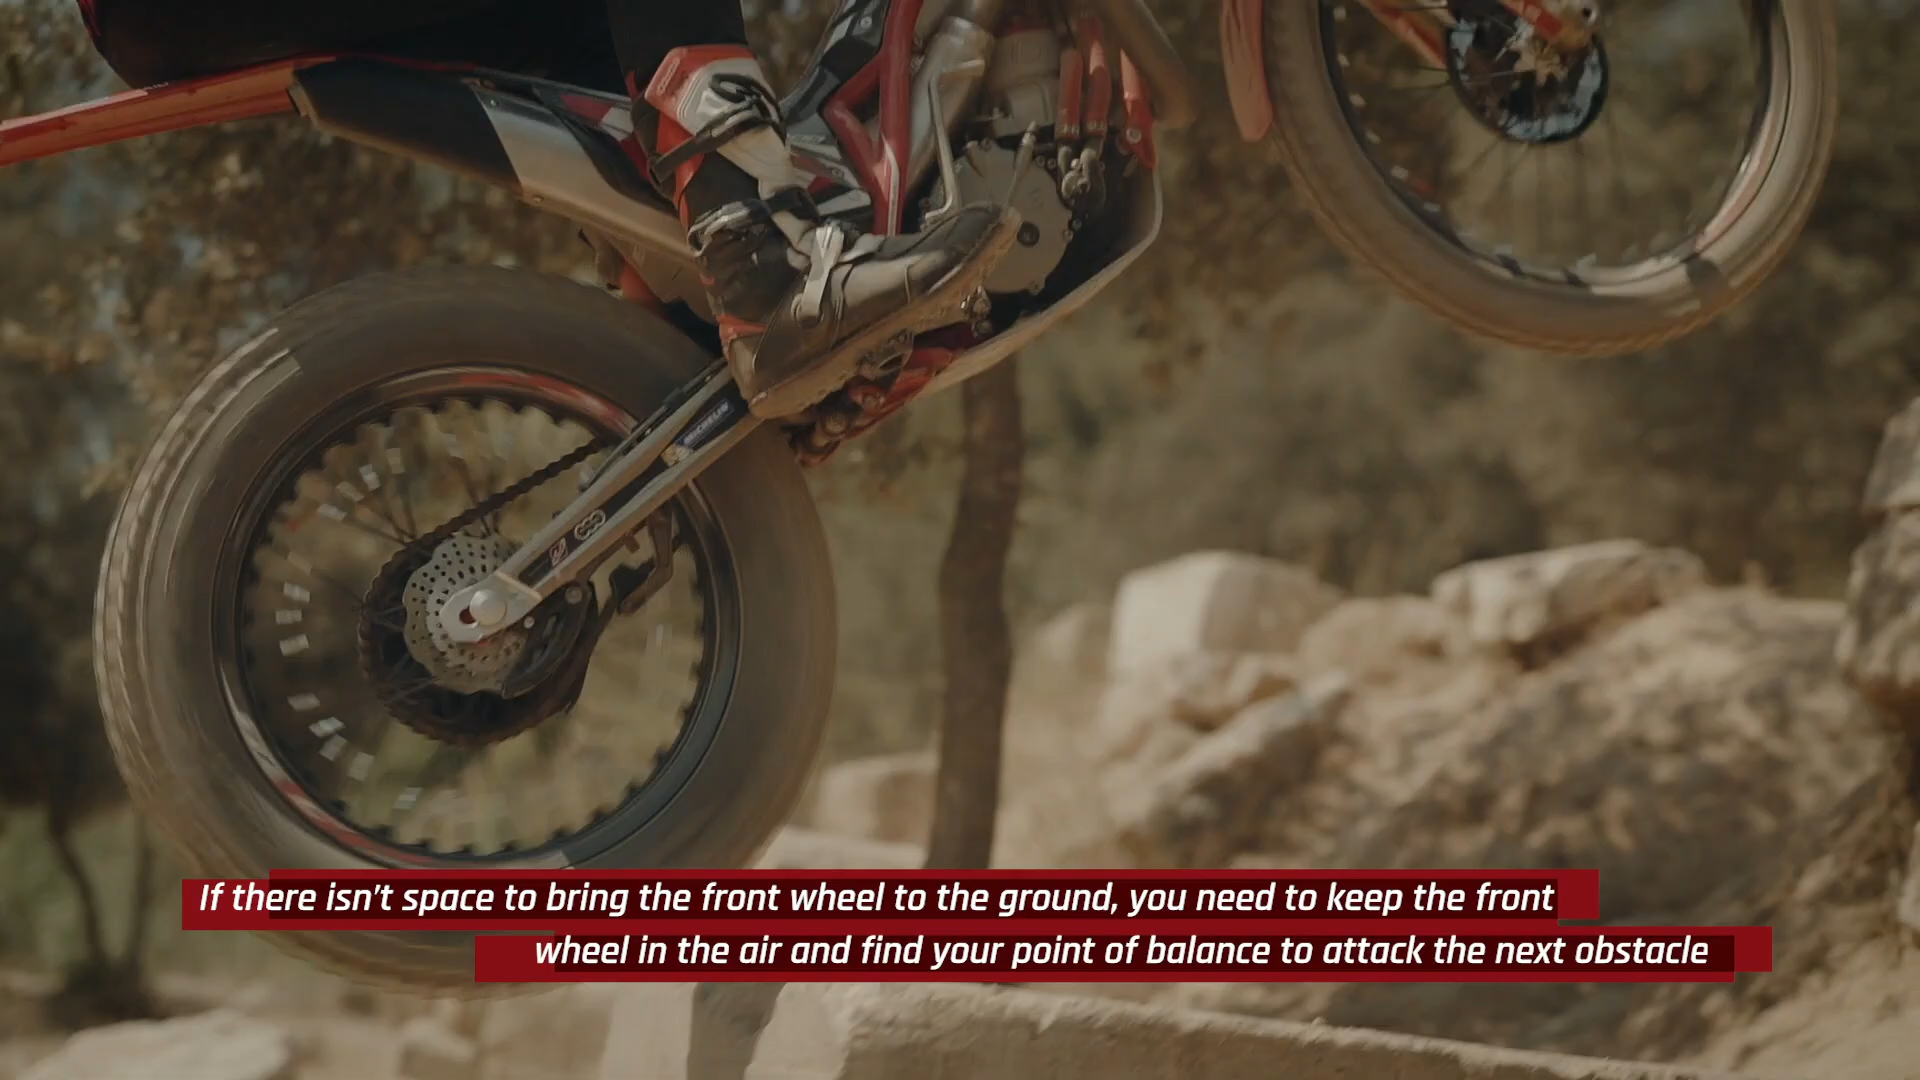 If there isn't space to bring the front wheel to the ground, you need to keep the front
wheel in the air and find your point of balance to attack the next obstacle
MICHELIN